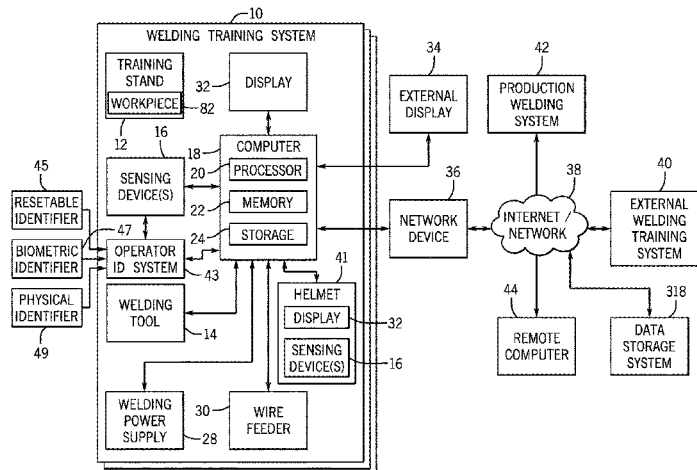 10
WELDING TRAINING SYSTEM
TRAINING
STAND
WORKPIECE
82
12
32
DISPLAY
34
EXTERNAL
DISPLAY
42
PRODUCTION
WELDING
SYSTEM
16
SENSING
DEVICE(S)
18
COMPUTER
20
PROCESSOR
22
MEMORY
24
STORAGE
36
NETWORK
DEVICE
38
INTERNET/
NETWORK
40
EXTERNAL
WELDING
TRAINING
SYSTEM
45
RESETABLE
IDENTIFIER
47
BIOMETRIC
IDENTIFIER
PHYSICAL
IDENTIFIER
49
OPERATOR
ID SYSTEM
43
WELDING
TOOL
14
41
HELMET
DISPLAY
32
SENSING
DEVICE(S)
16
44
REMOTE
COMPUTER
318
DATA
STORAGE
SYSTEM
WELDING
POWER
SUPPLY
28
30
WIRE
FEEDER